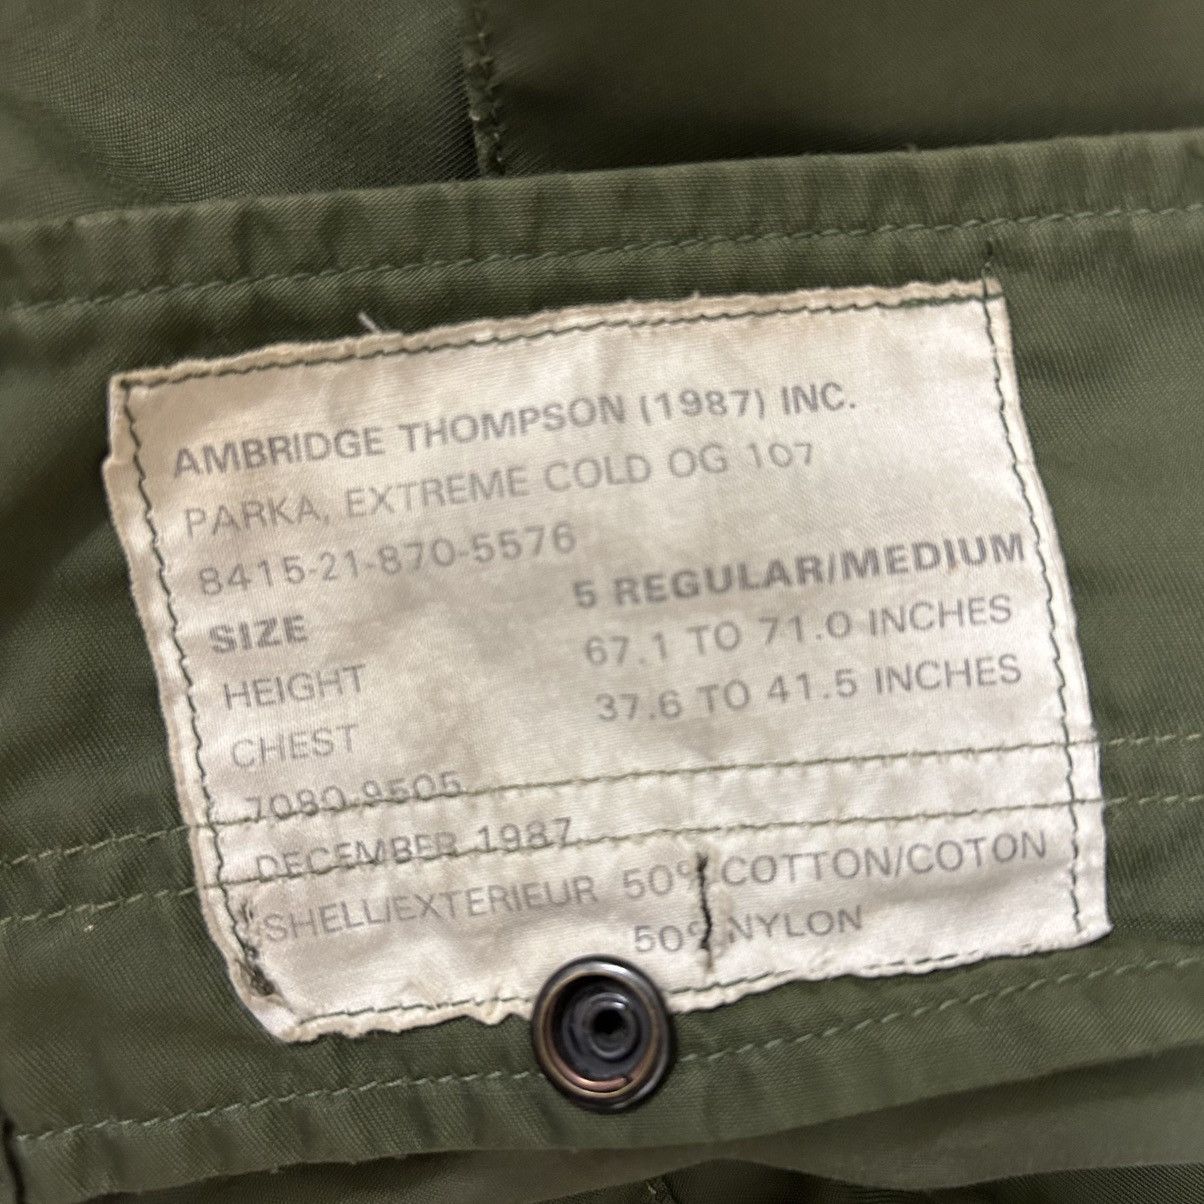 AMBRIDGE THOMPSON (1987) INC.
PARKA, EXTREME COLD OG 107
8415-21-870-5576
SIZE 5 REGULAR/MEDIUM
HEIGHT 67.1 TO 71.0 INCHES
CHEST 37.6 TO 41.5 INCHES
7080-9505
DECEMBER 1987
SHELL/EXTERIEUR 50% COTTON/COTON
50% NYLON